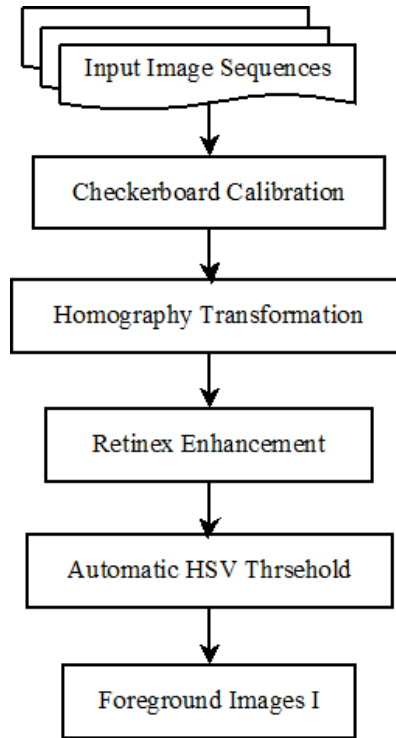 Input Image Sequences
Checkerboard Calibration
Homography Transformation
Retinex Enhancement
Automatic HSV Thrsehold
Foreground Images I